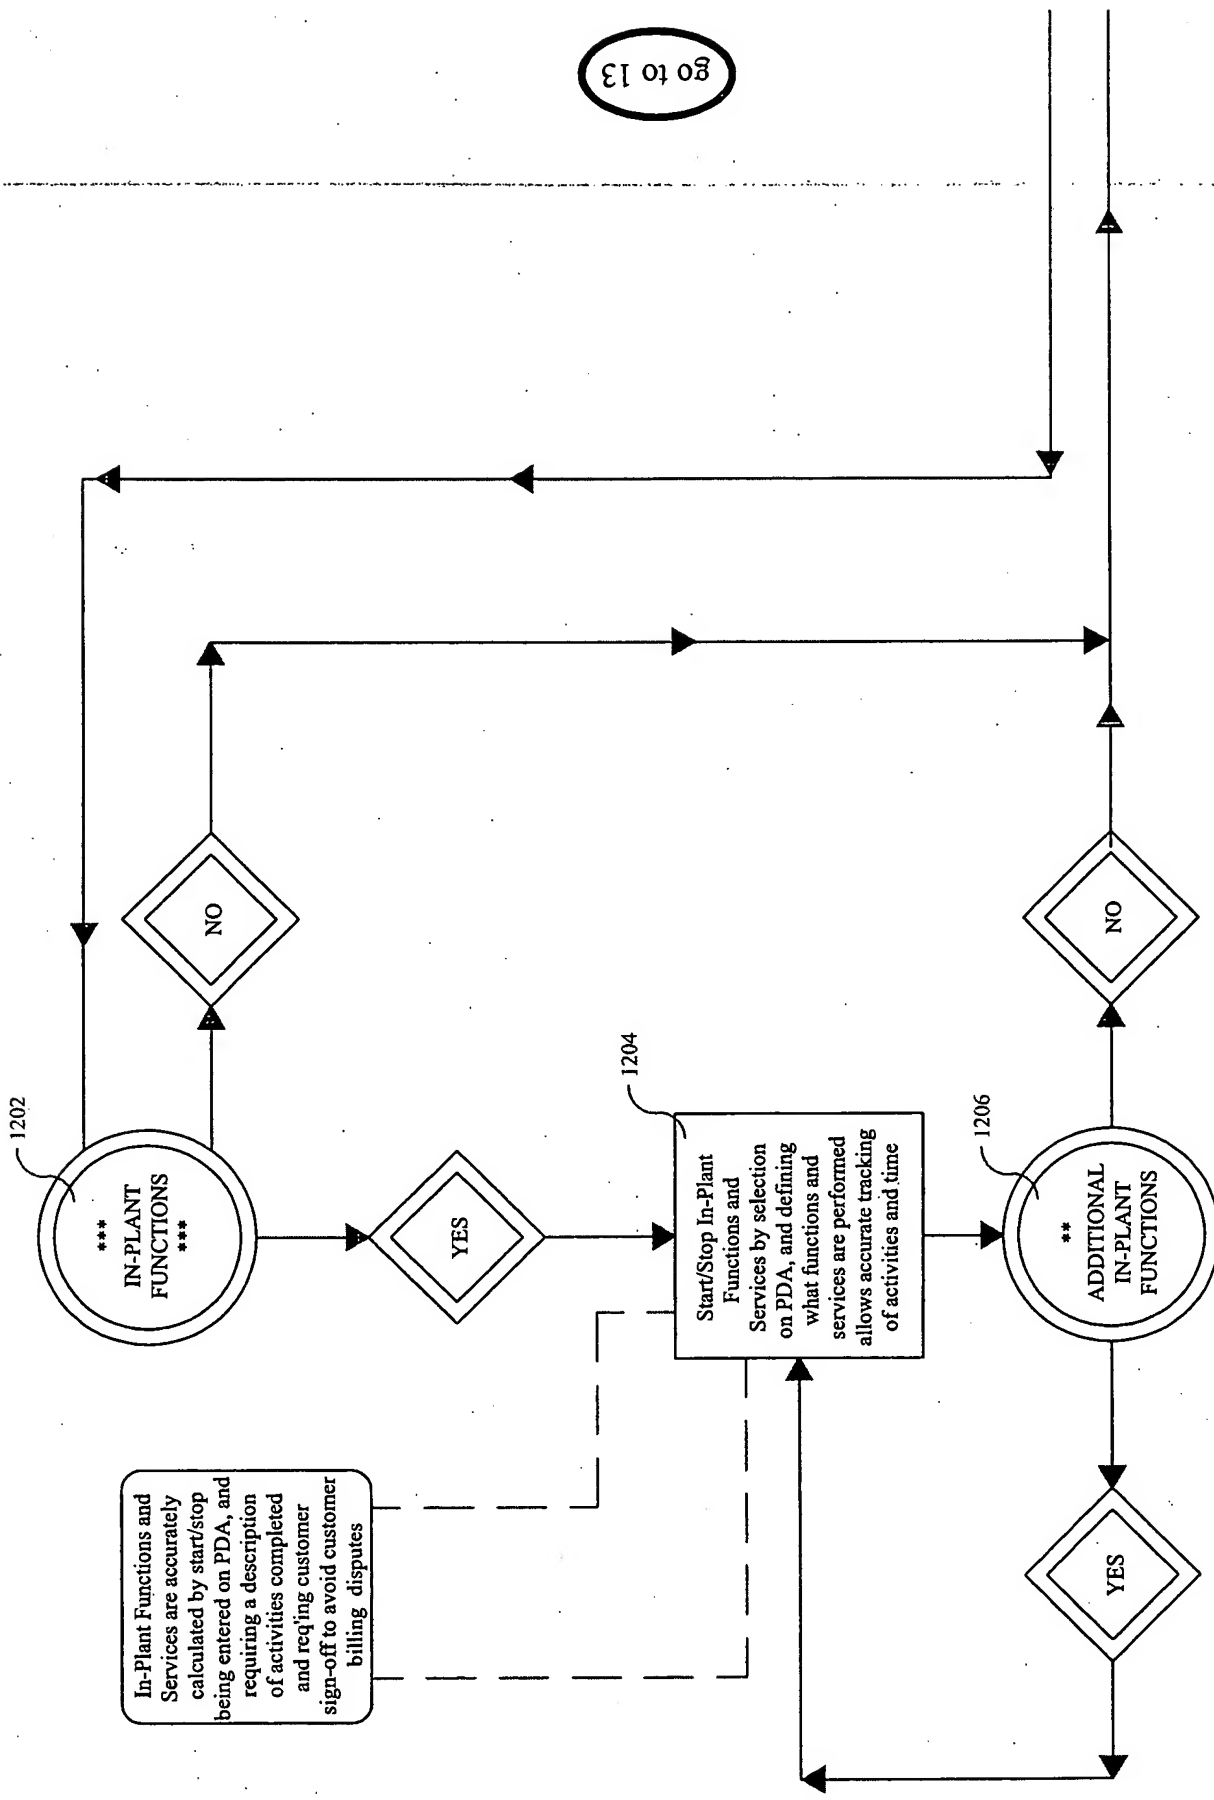 1202
***
IN-PLANT
FUNCTIONS
***
NO
YES
In-Plant Functions and
Services are accurately
calculated by start/stop
being entered on PDA, and
requiring a description
of activities completed
and req'ing customer
sign-off to avoid customer
billing disputes
1204
Start/Stop In-Plant
Functions and
Services by selection
on PDA, and defining
what functions and
services are performed
allows accurate tracking
of activities and time
1206
**
ADDITIONAL
IN-PLANT
FUNCTIONS
NO
YES
go to 13